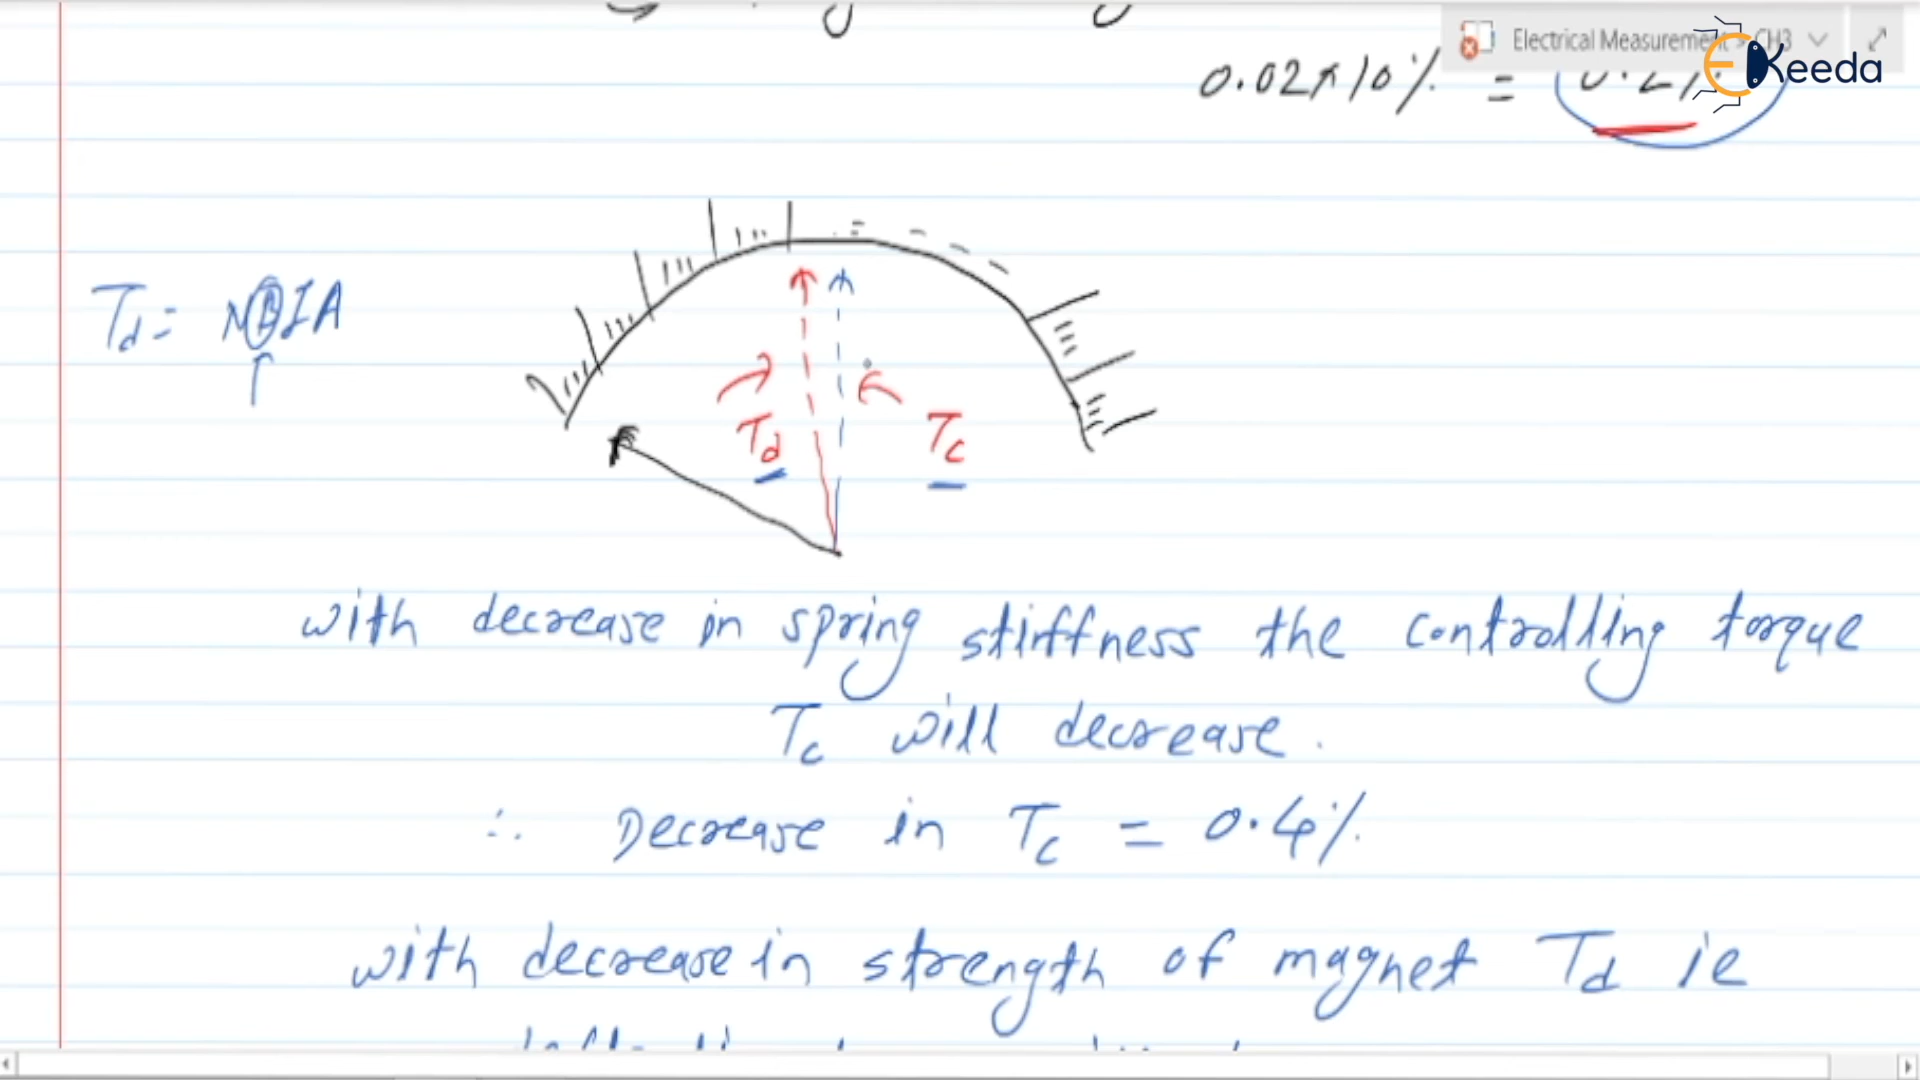 Electrical Measurement > CH3
EKeeda
0.02×10% =
Td = NBIA
Td
Tc
with decrease in spring stiffness the controlling torque
Tc will decrease.
∴ Decrease in Tc = 0.4%
with decrease in strength of magnet Td ie